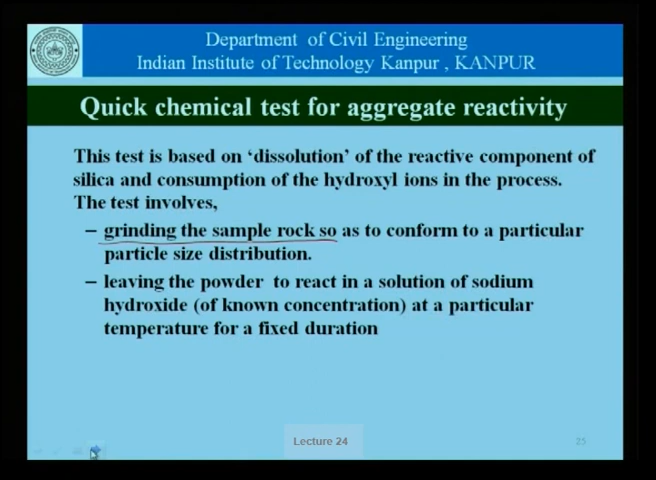 Department of Civil Engineering
Indian Institute of Technology Kanpur , KANPUR
Quick chemical test for aggregate reactivity
This test is based on ‘dissolution’ of the reactive component of
silica and consumption of the hydroxyl ions in the process.
The test involves,
– grinding the sample rock so as to conform to a particular
particle size distribution.
– leaving the powder to react in a solution of sodium
hydroxide (of known concentration) at a particular
temperature for a fixed duration
Lecture 24
25